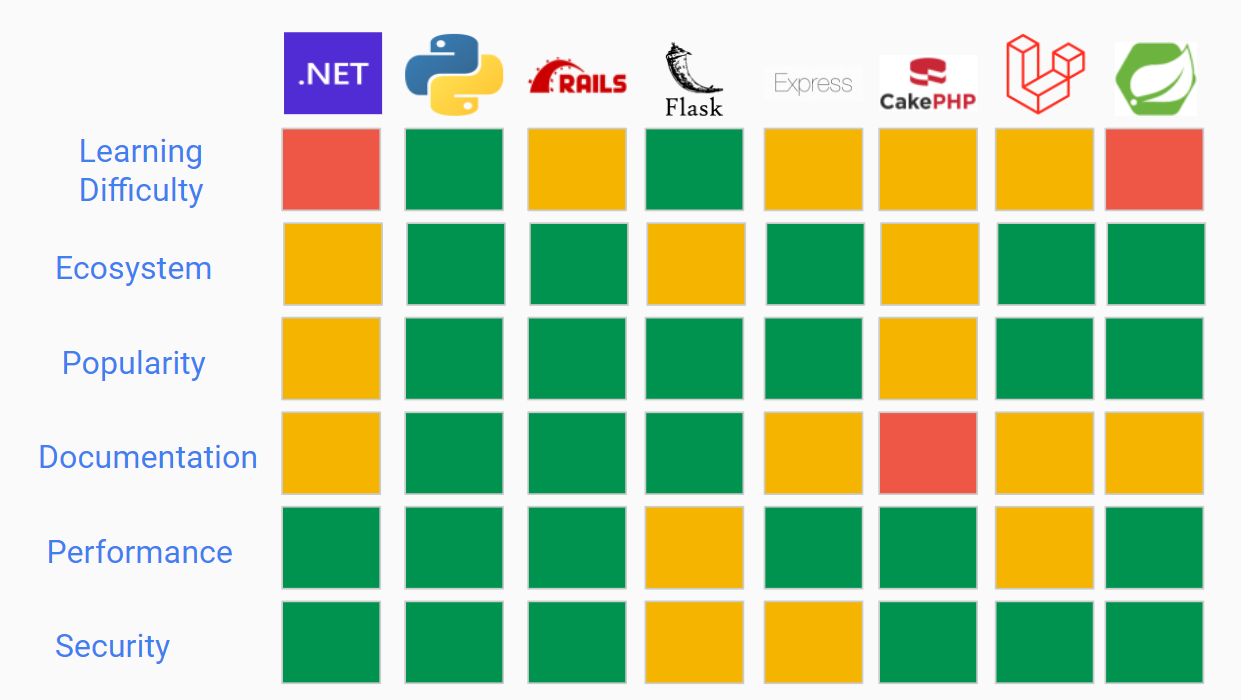 .NET
RAILS
Flask
Express
CakePHP
Learning
Difficulty
Ecosystem
Popularity
Documentation
Performance
Security